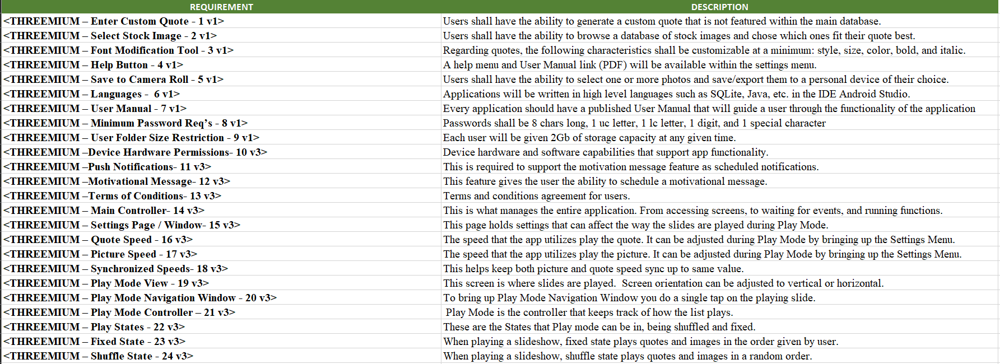 REQUIREMENT DESCRIPTION
<THREEMIUM – Enter Custom Quote - 1 v1> Users shall have the ability to generate a custom quote that is not featured within the main database.
<THREEMIUM – Select Stock Image - 2 v1> Users shall have the ability to browse a database of stock images and chose which ones fit their quote best.
<THREEMIUM – Font Modification Tool - 3 v1> Regarding quotes, the following characteristics shall be customizable at a minimum: style, size, color, bold, and italic.
<THREEMIUM – Help Button - 4 v1> A help menu and User Manual link (PDF) will be available within the settings menu.
<THREEMIUM – Save to Camera Roll - 5 v1> Users shall have the ability to select one or more photos and save/export them to a personal device of their choice.
<THREEMIUM – Languages -  6 v1> Applications will be written in high level languages such as SQLite, Java, etc. in the IDE Android Studio.
<THREEMIUM – User Manual - 7 v1> Every application should have a published User Manual that will guide a user through the functionality of the application
<THREEMIUM – Minimum Password Req’s - 8 v1> Passwords shall be 8 chars long, 1 uc letter, 1 lc letter, 1 digit, and 1 special character
<THREEMIUM – User Folder Size Restriction - 9 v1> Each user will be given 2Gb of storage capacity at any given time.
<THREEMIUM –Device Hardware Permissions- 10 v3> Device hardware and software capabilities that support app functionality.
<THREEMIUM –Push Notifications- 11 v3> This is required to support the motivation message feature as scheduled notifications.
<THREEMIUM –Motivational Message- 12 v3> This feature gives the user the ability to schedule a motivational message.
<THREEMIUM –Terms of Conditions- 13 v3> Terms and conditions agreement for users.
<THREEMIUM – Main Controller- 14 v3> This is what manages the entire application. From accessing screens, to waiting for events, and running functions.
<THREEMIUM – Settings Page / Window- 15 v3> This page holds settings that can affect the way the slides are played during Play Mode.
<THREEMIUM – Quote Speed - 16 v3> The speed that the app utilizes play the quote. It can be adjusted during Play Mode by bringing up the Settings Menu.
<THREEMIUM – Picture Speed - 17 v3> The speed that the app utilizes play the picture. It can be adjusted during Play Mode by bringing up the Settings Menu.
<THREEMIUM – Synchronized Speeds- 18 v3> This helps keep both picture and quote speed sync up to same value.
<THREEMIUM – Play Mode View - 19 v3> This screen is where slides are played.  Screen orientation can be adjusted to vertical or horizontal.
<THREEMIUM – Play Mode Navigation Window - 20 v3> To bring up Play Mode Navigation Window you do a single tap on the playing slide.
<THREEMIUM – Play Mode Controller – 21 v3> Play Mode is the controller that keeps track of how the list plays.
<THREEMIUM – Play States - 22 v3> These are the States that Play mode can be in, being shuffled and fixed.
<THREEMIUM – Fixed State - 23 v3> When playing a slideshow, fixed state plays quotes and images in the order given by user.
<THREEMIUM – Shuffle State - 24 v3> When playing a slideshow, shuffle state plays quotes and images in a random order.